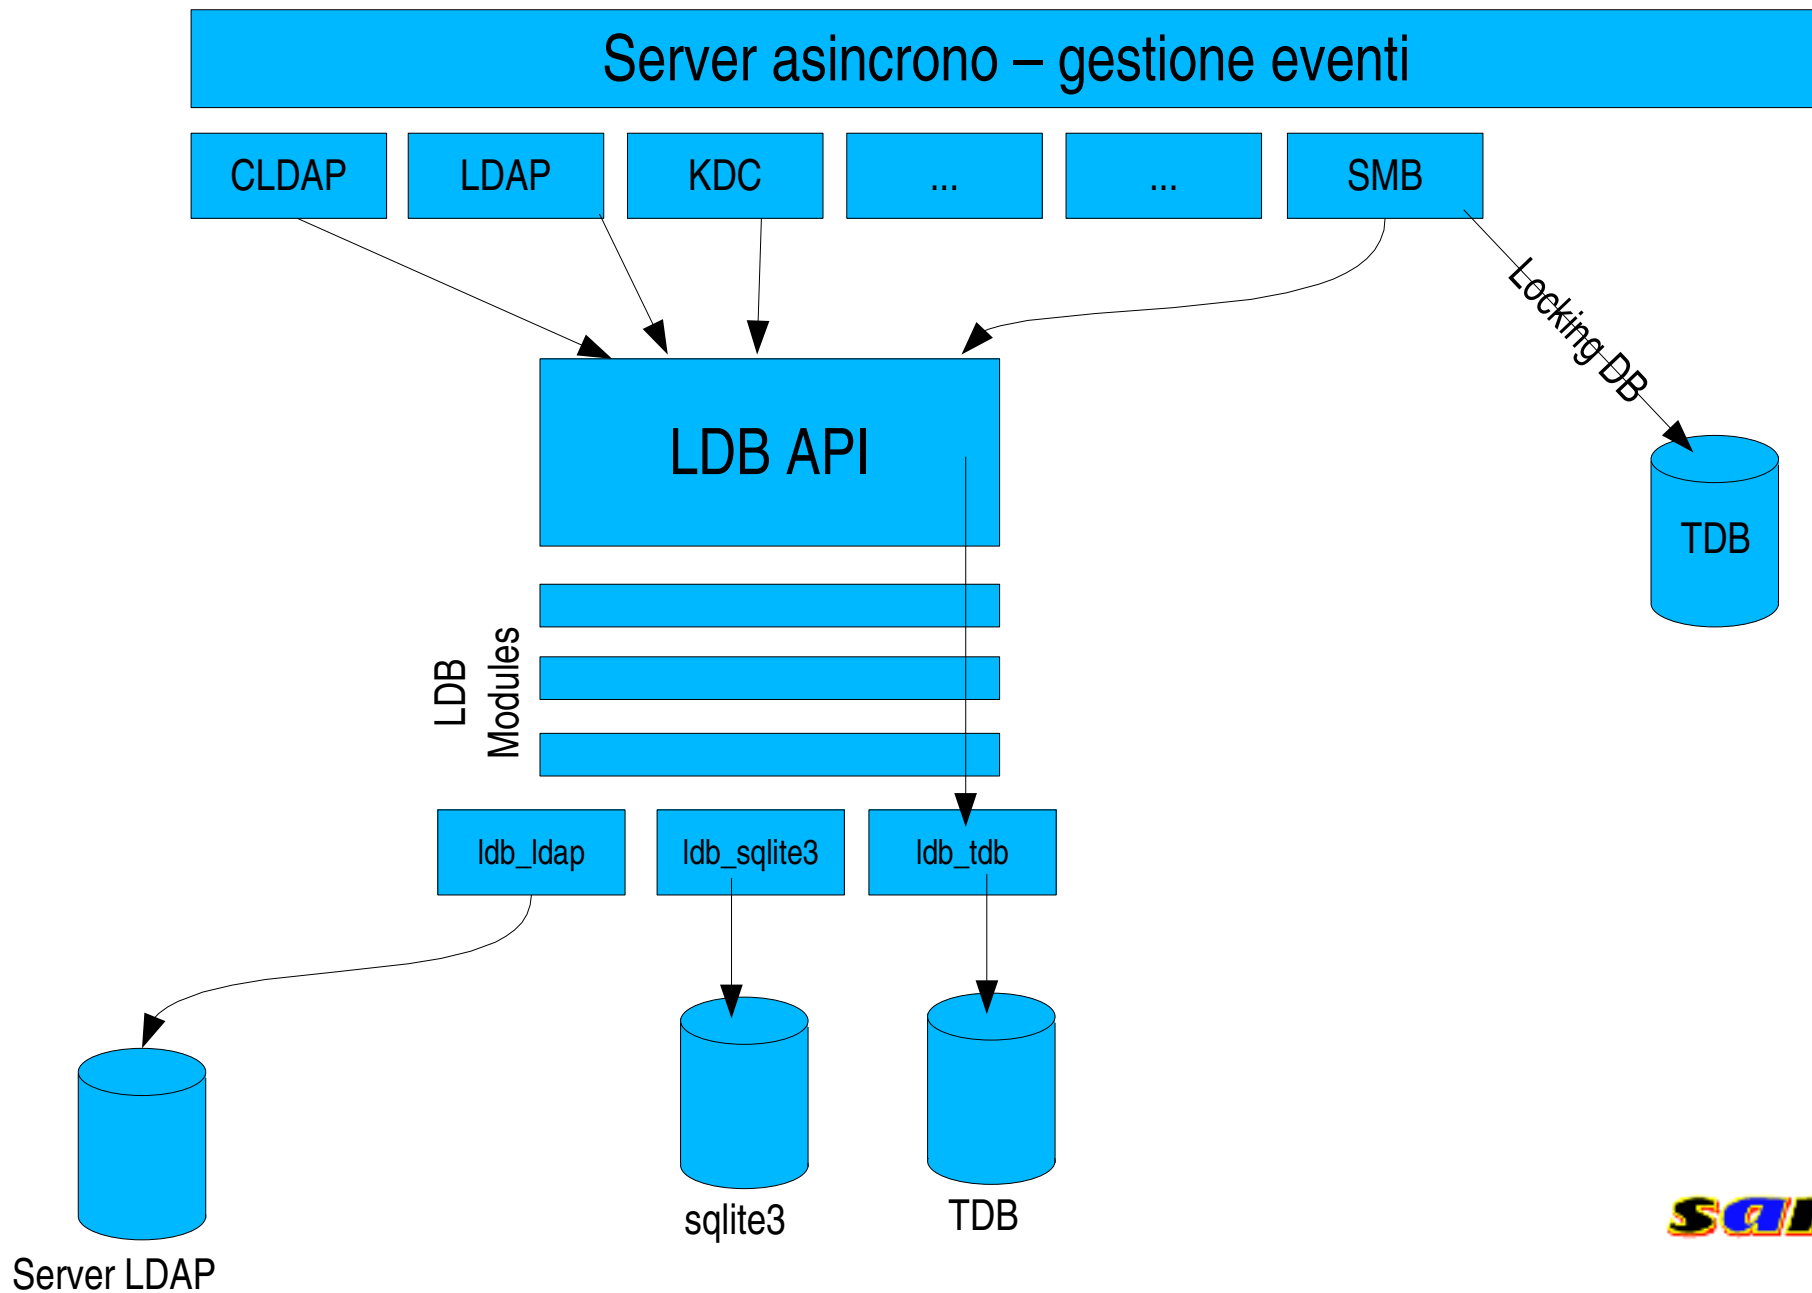 Server asincrono – gestione eventi
CLDAP
LDAP
KDC
...
...
SMB
Locking DB
LDB API
TDB
LDB
Modules
ldb_ldap
ldb_sqlite3
ldb_tdb
sqlite3
TDB
Server LDAP